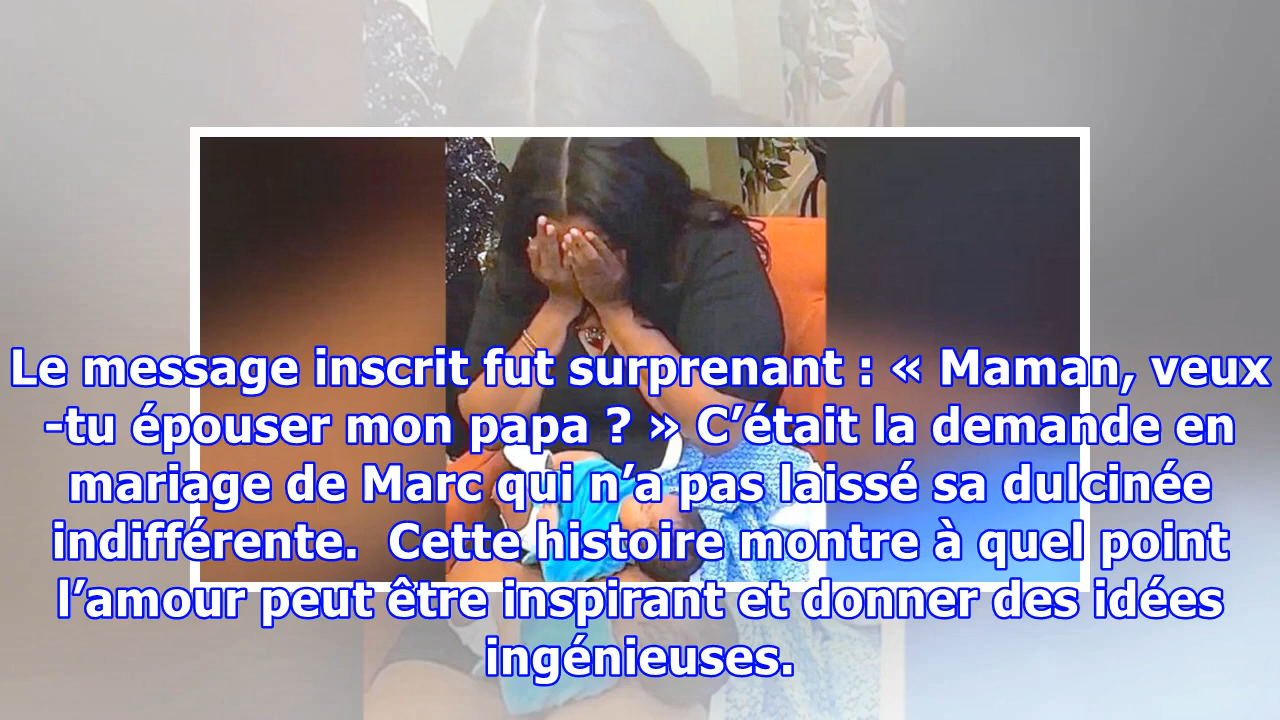 Le message inscrit fut surprenant : « Maman, veux
-tu épouser mon papa ? » C’était la demande en
mariage de Marc qui n’a pas laissé sa dulcinée
indifférente.  Cette histoire montre à quel point
l’amour peut être inspirant et donner des idées
ingénieuses.